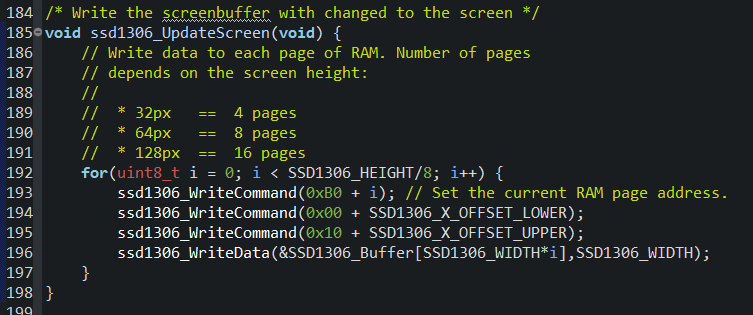 184 /* Write the screenbuffer with changed to the screen */
185 void ssd1306_UpdateScreen(void) {
186     // Write data to each page of RAM. Number of pages
187     // depends on the screen height:
188     //
189     //  * 32px   ==  4 pages
190     //  * 64px   ==  8 pages
191     //  * 128px  ==  16 pages
192     for(uint8_t i = 0; i < SSD1306_HEIGHT/8; i++) {
193         ssd1306_WriteCommand(0xB0 + i); // Set the current RAM page address.
194         ssd1306_WriteCommand(0x00 + SSD1306_X_OFFSET_LOWER);
195         ssd1306_WriteCommand(0x10 + SSD1306_X_OFFSET_UPPER);
196         ssd1306_WriteData(&SSD1306_Buffer[SSD1306_WIDTH*i],SSD1306_WIDTH);
197     }
198 }
199